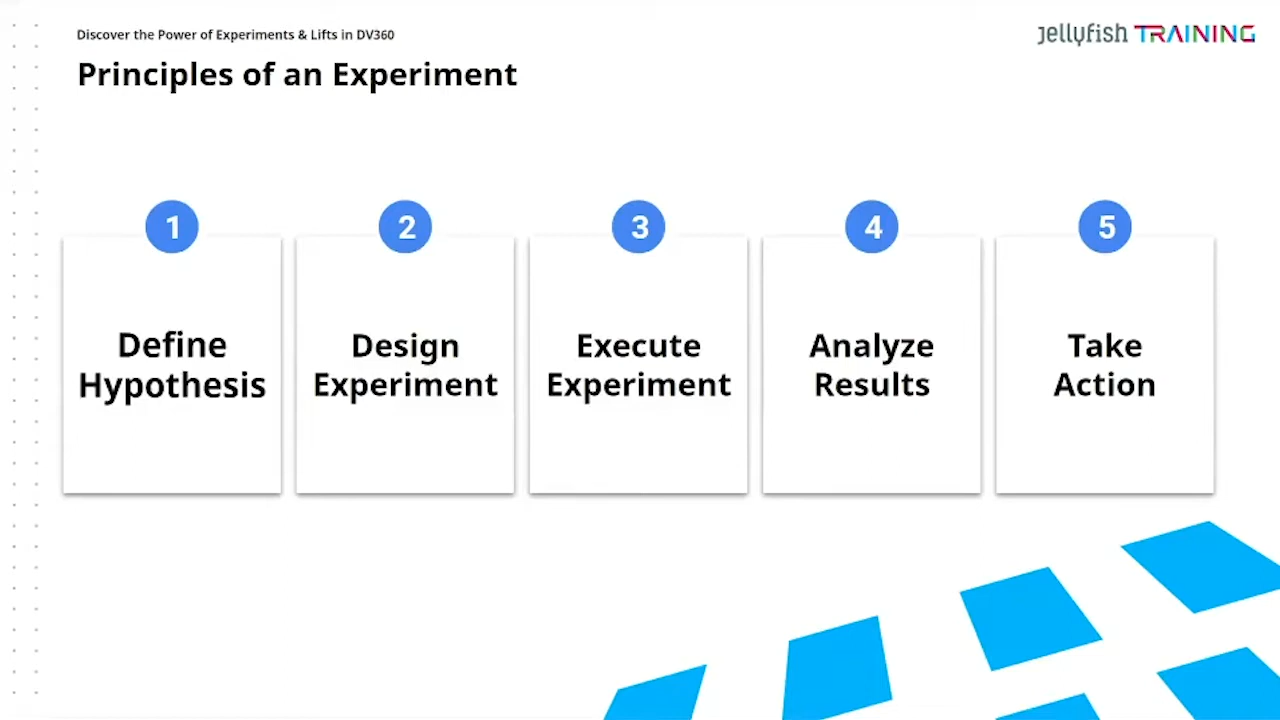 Discover the Power of Experiments & Lifts in DV360
jellyfish TRAINING
Principles of an Experiment
1
2
3
4
5
Define
Hypothesis
Design
Experiment
Execute
Experiment
Analyze
Results
Take
Action